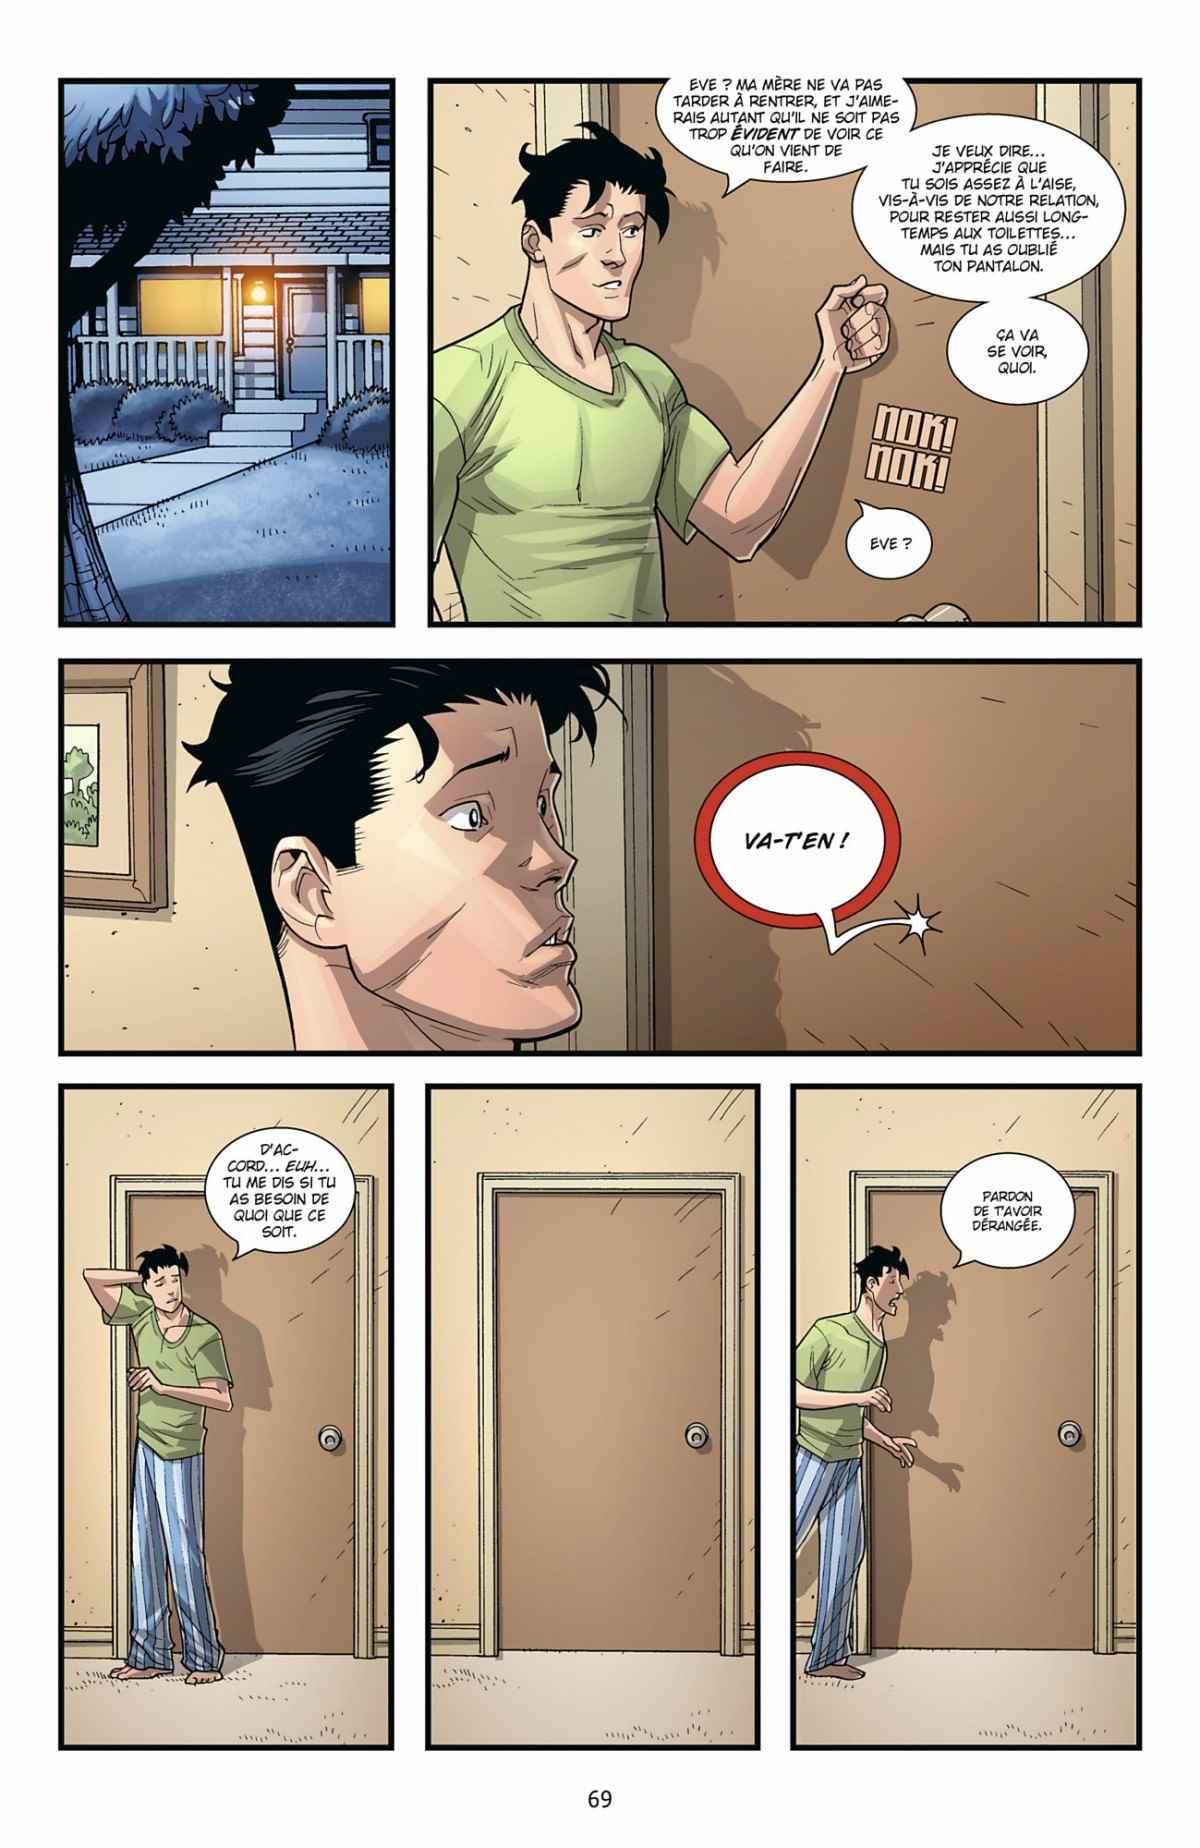 EVE ? MA MÈRE NE VA PAS
TARDER À RENTRER, ET J'AIME-
RAIS AUTANT QU'IL NE SOIT PAS
TROP ÉVIDENT DE VOIR CE
QU'ON VIENT DE
FAIRE.
JE VEUX DIRE...
J'APPRÉCIE QUE
TU SOIS ASSEZ À L'AISE,
VIS-À-VIS DE NOTRE RELATION,
POUR RESTER AUSSI LONG-
TEMPS AUX TOILETTES...
MAIS TU AS OUBLIÉ
TON PANTALON.
ÇA VA
SE VOIR,
QUOI.
NOK!
NOK!
EVE ?
VA-T'EN !
D'AC-
CORD... EUH...
TU ME DIS SI TU
AS BESOIN DE
QUOI QUE CE
SOIT.
PARDON
DE T'AVOIR
DÉRANGÉE.
69